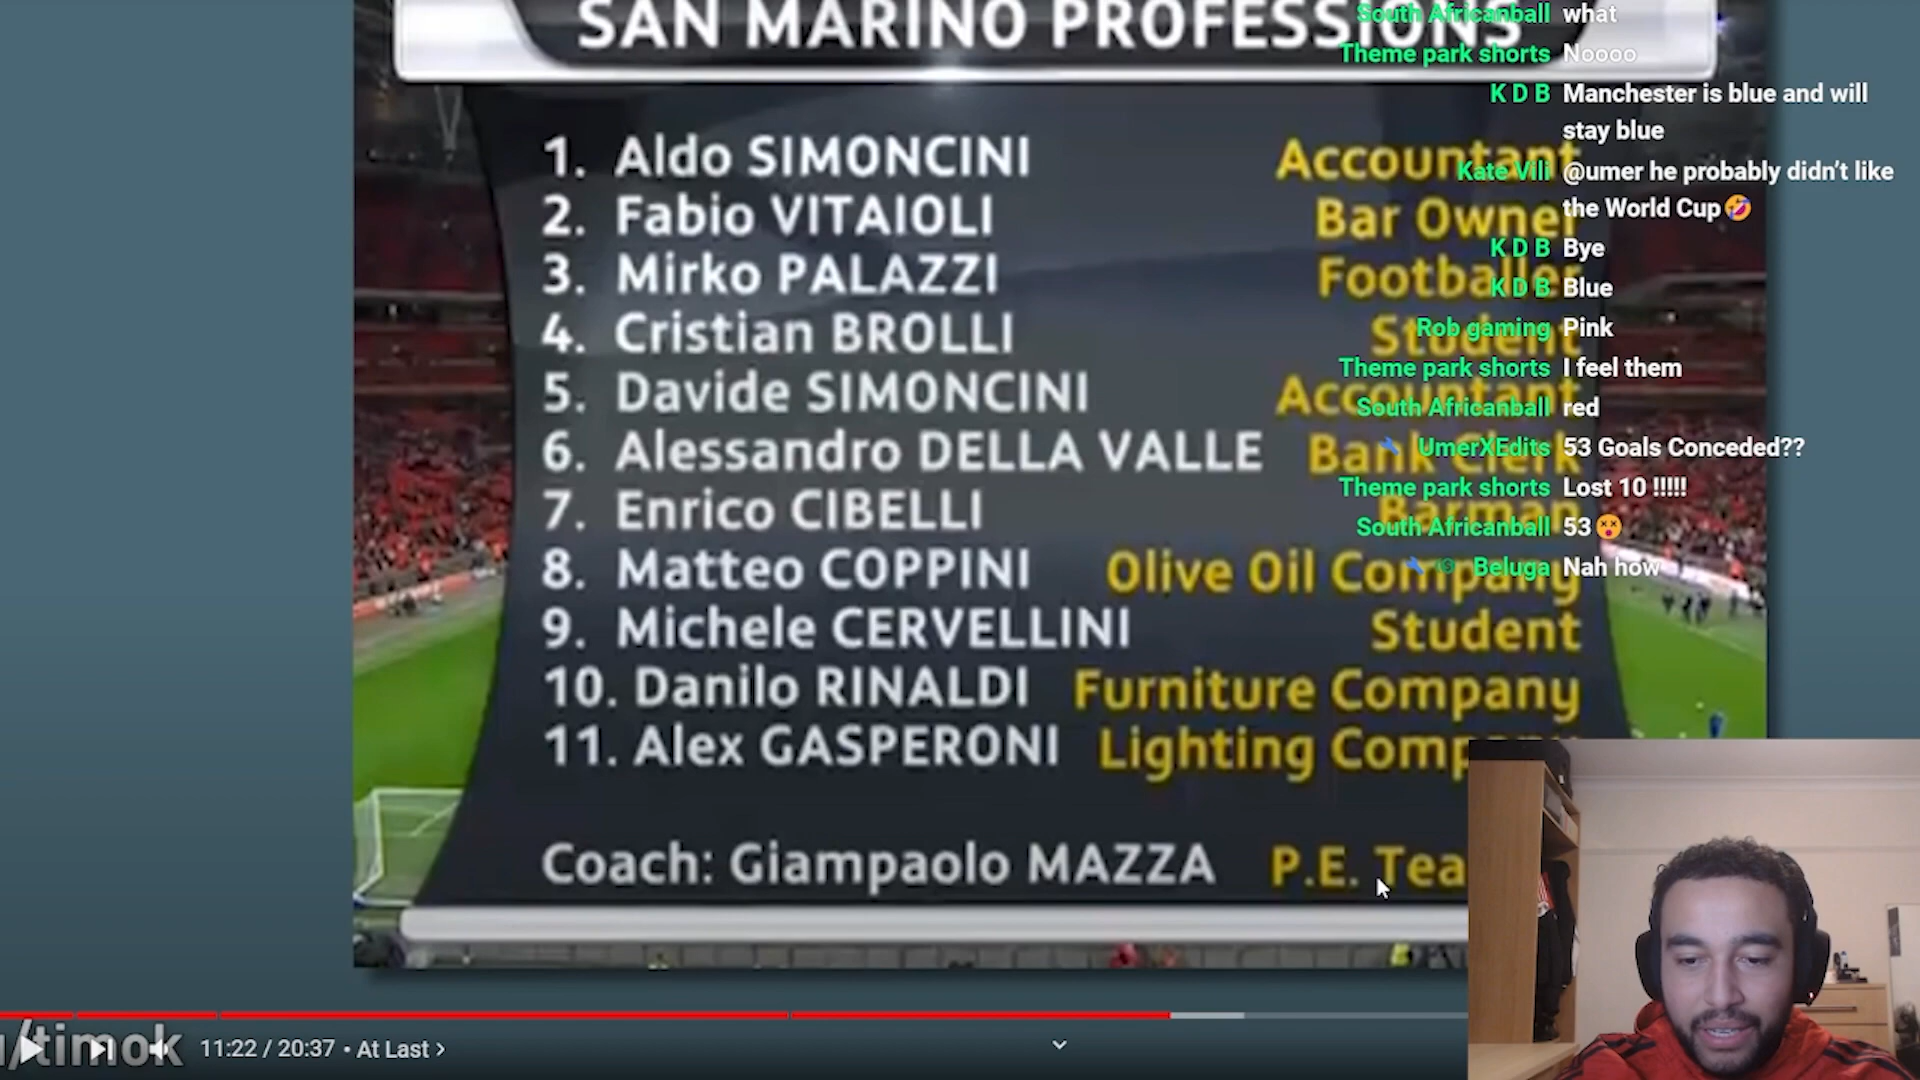 SAN MARINO PROFESSIONS
1. Aldo SIMONCINI Accountant
2. Fabio VITAIOLI Bar Owner
3. Mirko PALAZZI Footballer
4. Cristian BROLLI Student
5. Davide SIMONCINI Accountant
6. Alessandro DELLA VALLE Bank Clerk
7. Enrico CIBELLI Barman
8. Matteo COPPINI Olive Oil Company
9. Michele CERVELLINI Student
10. Danilo RINALDI Furniture Company
11. Alex GASPERONI Lighting Comp
Coach: Giampaolo MAZZA P.E. Tea
South Africanball what
Theme park shorts Noooo
K D B Manchester is blue and will
stay blue
Kate Vili @umer he probably didn’t like
the World Cup🤣
K D B Bye
K D B Blue
Rob gaming Pink
Theme park shorts I feel them
South Africanball red
UmerXEdits 53 Goals Conceded??
Theme park shorts Lost 10 !!!!!
South Africanball 53😵
Beluga Nah how
u/timok
11:22 / 20:37 • At Last ›